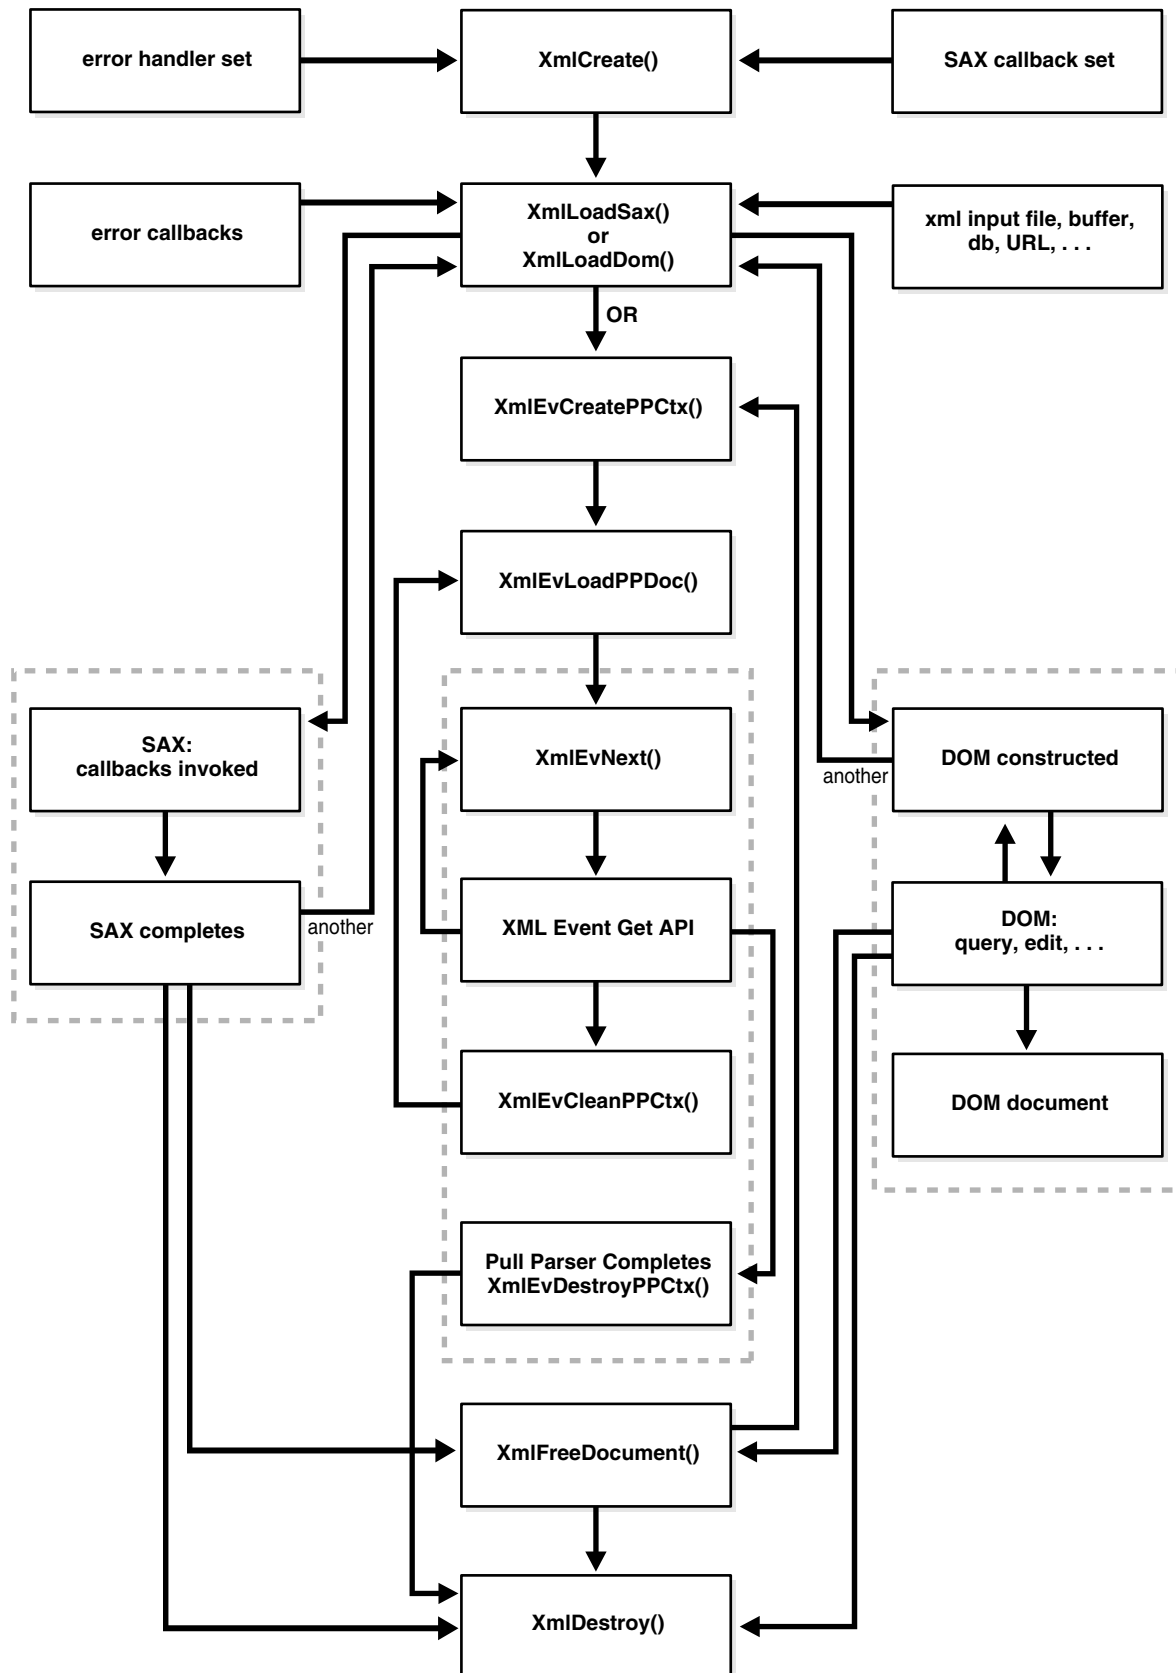 error handler set
XmlCreate()
SAX callback set
error callbacks
XmlLoadSax()
or
XmlLoadDom()
xml input file, buffer,
db, URL, . . .
OR
XmlEvCreatePPCtx()
XmlEvLoadPPDoc()
SAX:
callbacks invoked
XmlEvNext()
another
DOM constructed
SAX completes
another
XML Event Get API
DOM:
query, edit, . . .
XmlEvCleanPPCtx()
DOM document
Pull Parser Completes
XmlEvDestroyPPCtx()
XmlFreeDocument()
XmlDestroy()